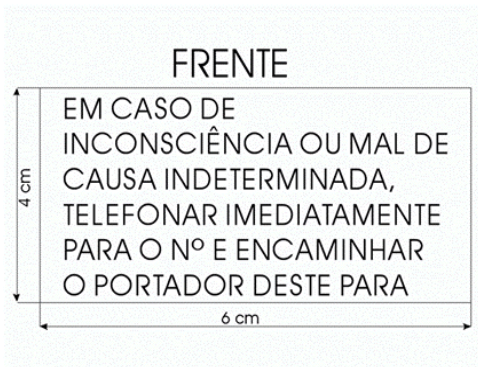 FRENTE
EM CASO DE
INCONSCIÊNCIA OU MAL DE
CAUSA INDETERMINADA,
TELEFONAR IMEDIATAMENTE
PARA O Nº E ENCAMINHAR
O PORTADOR DESTE PARA
4 cm
6 cm